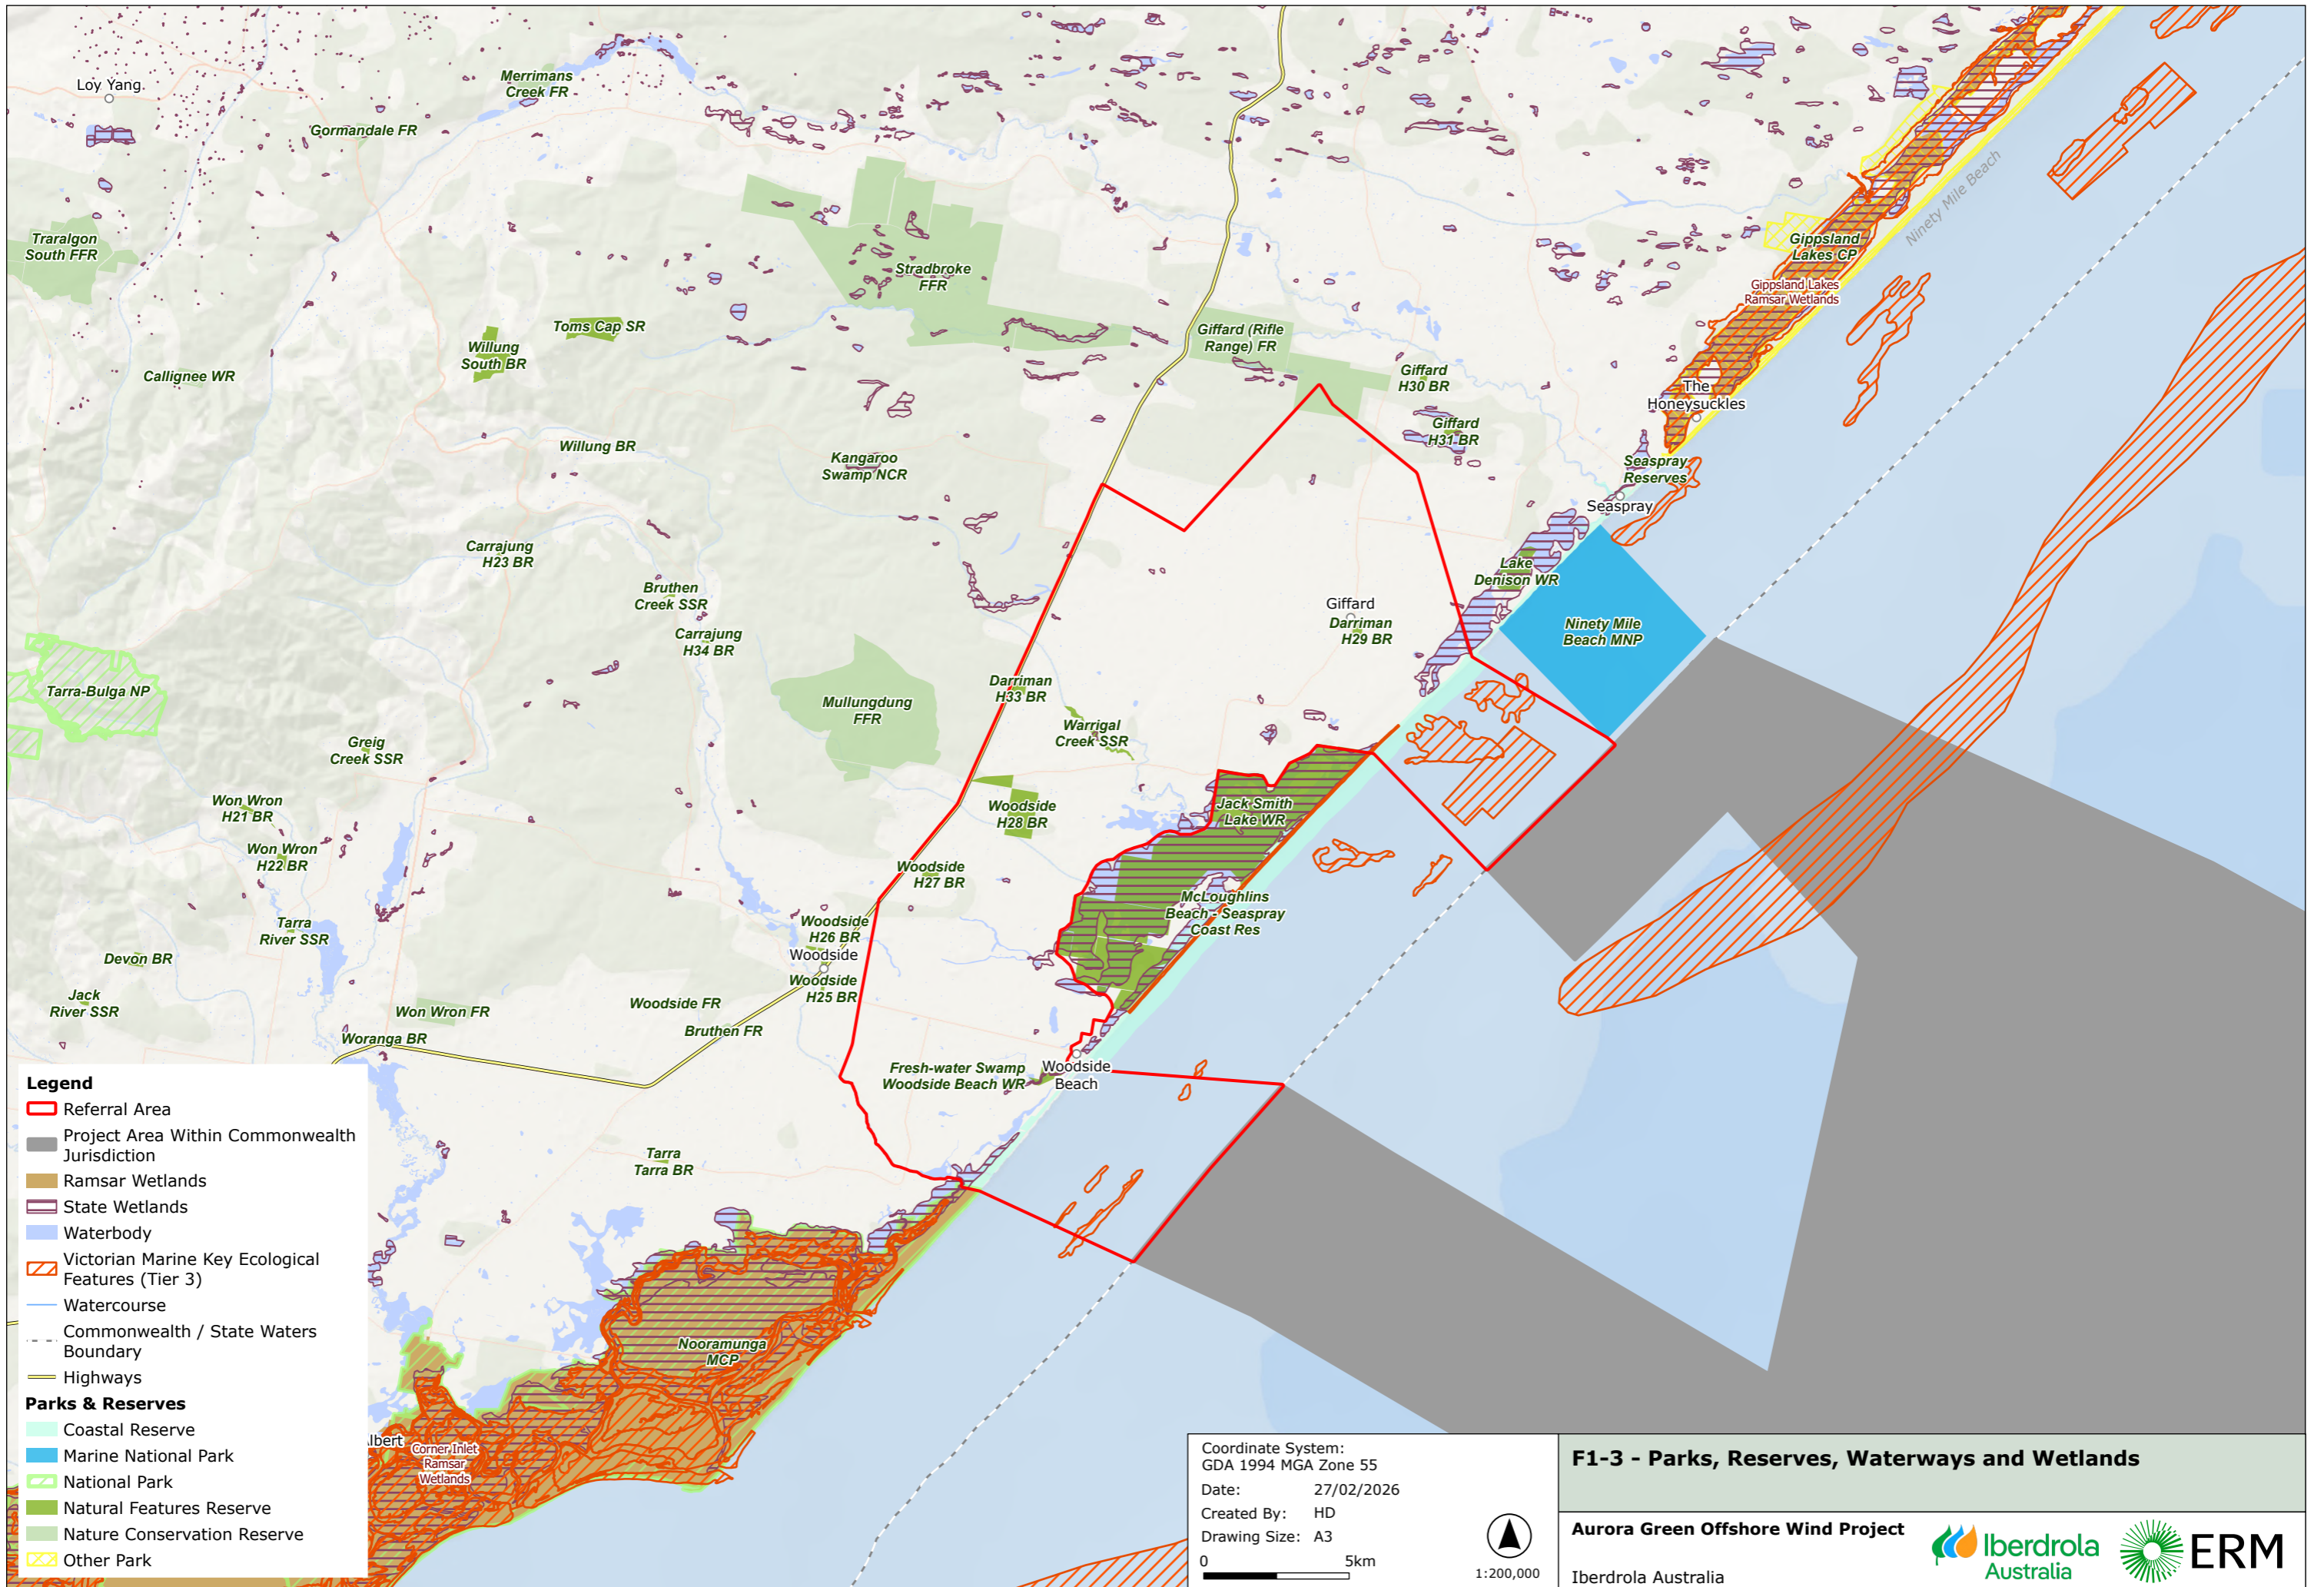 Loy Yang
Merrimans
Creek FR
Gormandale FR
Traralgon
South FFR
Stradbroke
FFR
Ninety Mile Beach
Gippsland
Lakes CP
Gippsland Lakes
Ramsar Wetlands
Toms Cap SR
Willung
South BR
Giffard (Rifle
Range) FR
Callignee WR
Giffard
H30 BR
The
Honeysuckles
Giffard
H31 BR
Willung BR
Kangaroo
Swamp NCR
Seaspray
Reserves
Seaspray
Carrajung
H23 BR
Lake
Denison WR
Bruthen
Creek SSR
Giffard
Darriman
H29 BR
Ninety Mile
Beach MNP
Carrajung
H34 BR
Tarra-Bulga NP
Darriman
H33 BR
Mullungdung
FFR
Warrigal
Creek SSR
Greig
Creek SSR
Won Wron
H21 BR
Woodside
H28 BR
Jack Smith
Lake WR
Won Wron
H22 BR
Woodside
H27 BR
McLoughlins
Beach - Seaspray
Coast Res
Tarra
River SSR
Woodside
H26 BR
Woodside
Devon BR
Woodside
H25 BR
Jack
River SSR
Won Wron FR
Woodside FR
Bruthen FR
Woranga BR
Fresh-water Swamp
Woodside Beach WR
Woodside
Beach
Tarra
Tarra BR
Nooramunga
MCP
lbert
Corner Inlet
Ramsar
Wetlands
Legend
Referral Area
Project Area Within Commonwealth
Jurisdiction
Ramsar Wetlands
State Wetlands
Waterbody
Victorian Marine Key Ecological
Features (Tier 3)
Watercourse
Commonwealth / State Waters
Boundary
Highways
Parks & Reserves
Coastal Reserve
Marine National Park
National Park
Natural Features Reserve
Nature Conservation Reserve
Other Park
Coordinate System:
GDA 1994 MGA Zone 55
Date: 27/02/2026
Created By: HD
Drawing Size: A3
0 5km
1:200,000
F1-3 - Parks, Reserves, Waterways and Wetlands
Aurora Green Offshore Wind Project
Iberdrola Australia
Iberdrola
Australia
ERM